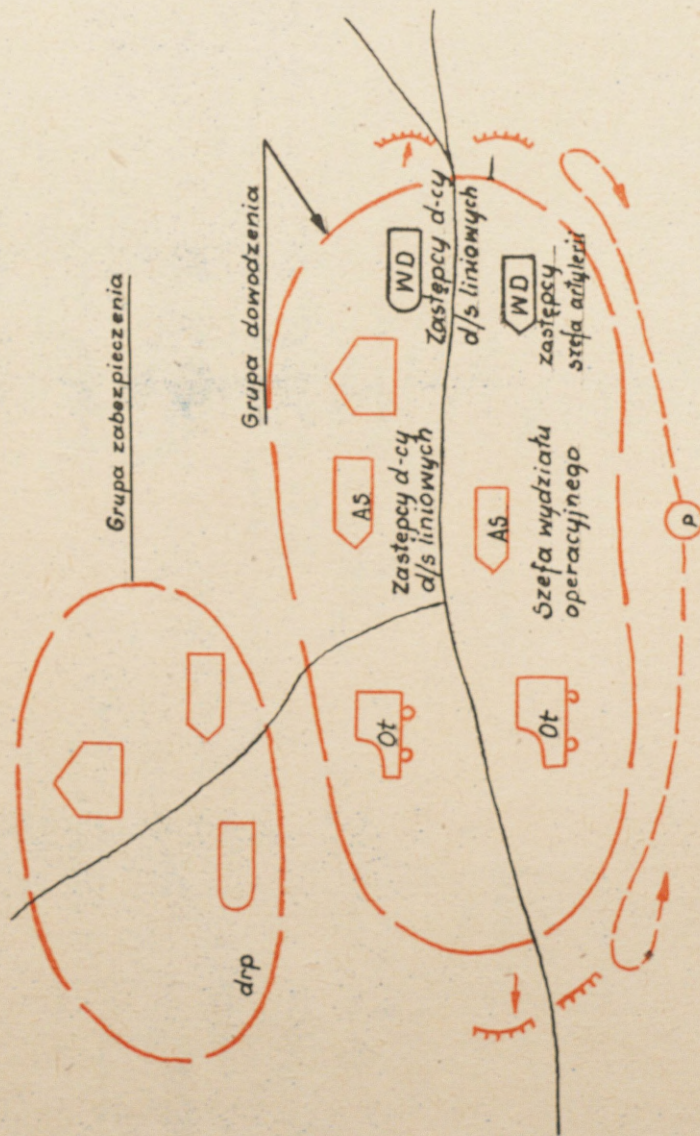 Grupa zabezpieczenia
Grupa dowodzenia
WD
Zastępcy d-cy
d/s liniowych
WD
zastępcy
szefa artylerii
AS
Zastępcy d-cy
d/s liniowych
AS
Szefa wydziału
operacyjnego
Ot
Ot
drp
P